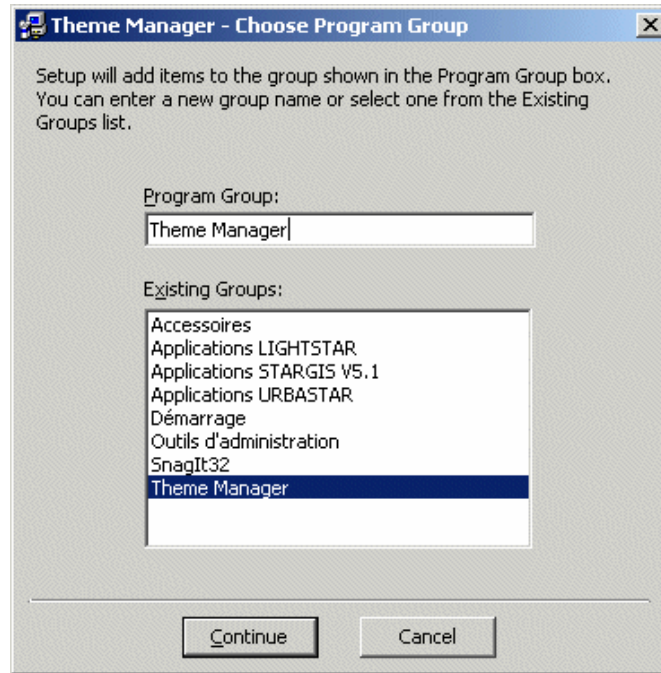 Theme Manager - Choose Program Group
Setup will add items to the group shown in the Program Group box.
You can enter a new group name or select one from the Existing
Groups list.
Program Group:
Theme Manager
Existing Groups:
Accessoires
Applications LIGHTSTAR
Applications STARGIS V5.1
Applications URBASTAR
Démarrage
Outils d'administration
SnagIt32
Theme Manager
Continue
Cancel